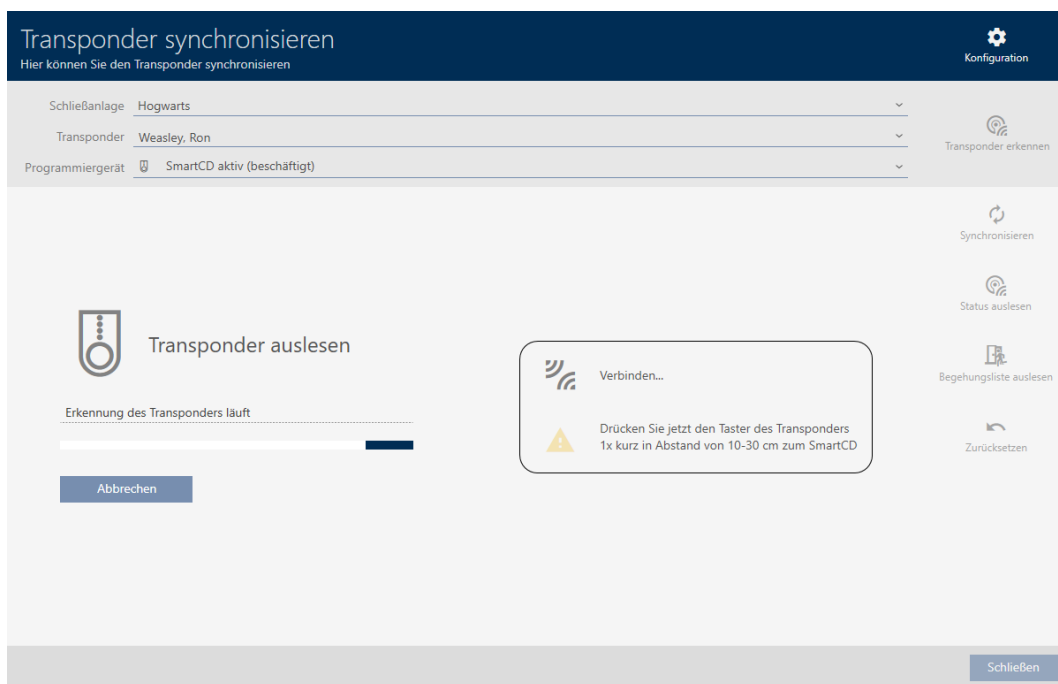 Transponder synchronisieren
Hier können Sie den Transponder synchronisieren
Konfiguration
Schließanlage Hogwarts
Transponder Weasley, Ron
Programmiergerät SmartCD aktiv (beschäftigt)
Transponder erkennen
Synchronisieren
Status auslesen
Begehungsliste auslesen
Zurücksetzen
Transponder auslesen
Erkennung des Transponders läuft
Abbrechen
Verbinden...
Drücken Sie jetzt den Taster des Transponders
1x kurz in Abstand von 10-30 cm zum SmartCD
Schließen